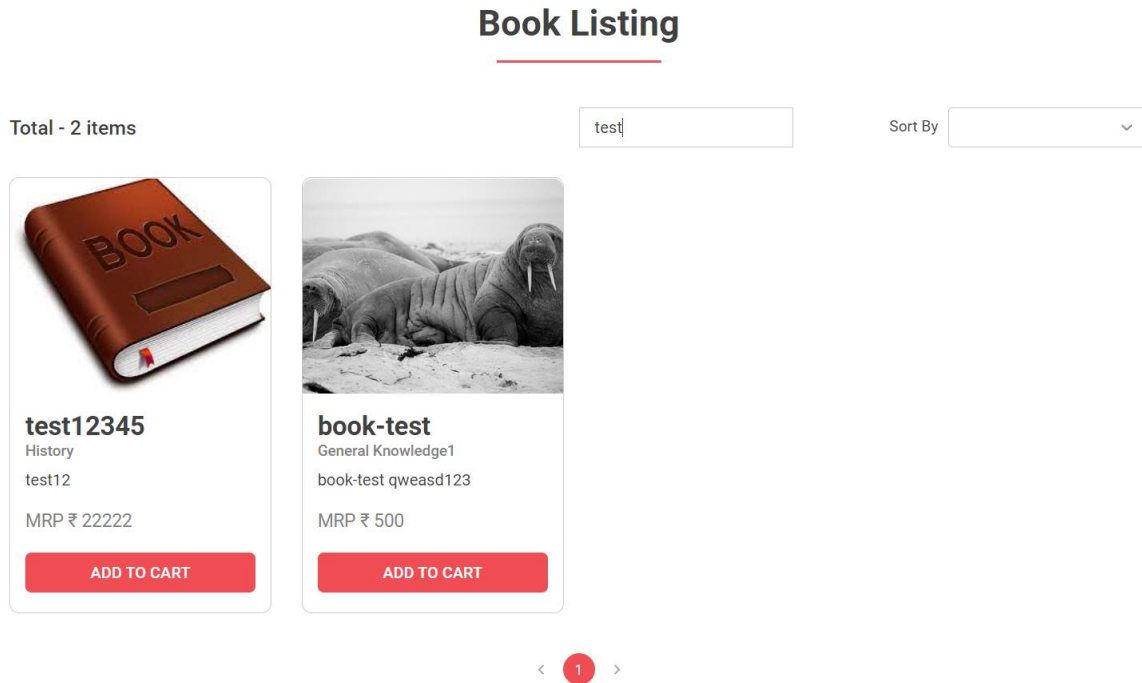 Book Listing
Total - 2 items
test
Sort By
BOOK
test12345
History
test12
MRP ₹ 22222
ADD TO CART
book-test
General Knowledge1
book-test qweasd123
MRP ₹ 500
ADD TO CART
< 1 >